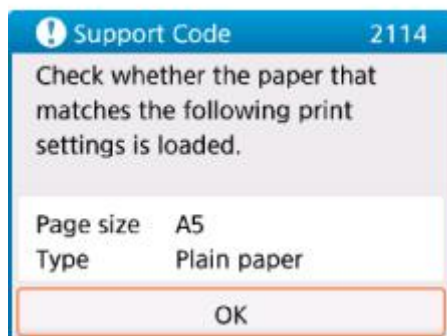 Support Code 2114
Check whether the paper that
matches the following print
settings is loaded.
Page size A5
Type Plain paper
OK